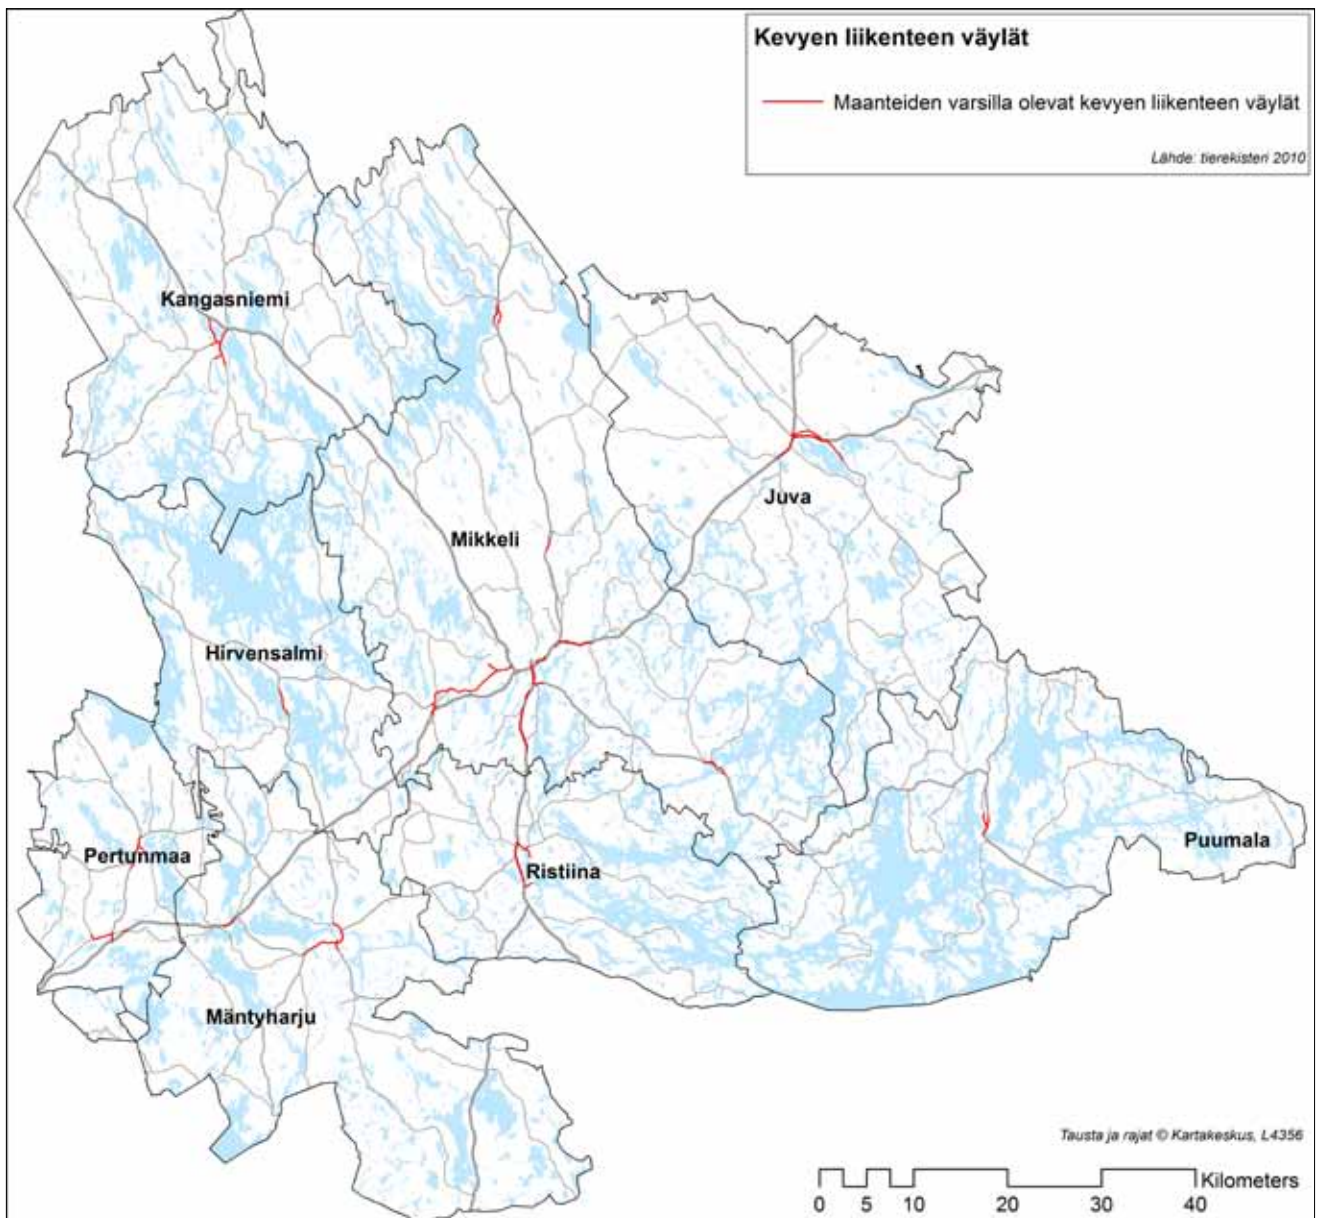 Kevyen liikenteen väylät
Maanteiden varsilla olevat kevyen liikenteen väylät
Lähde: tierekisteri 2010
Kangasniemi
Juva
Mikkeli
Hirvensalmi
Puumala
Pertunmaa
Ristiina
Mäntyharju
Tausta ja rajat © Kartakeskus, L4356
Kilometers
0 5 10 20 30 40